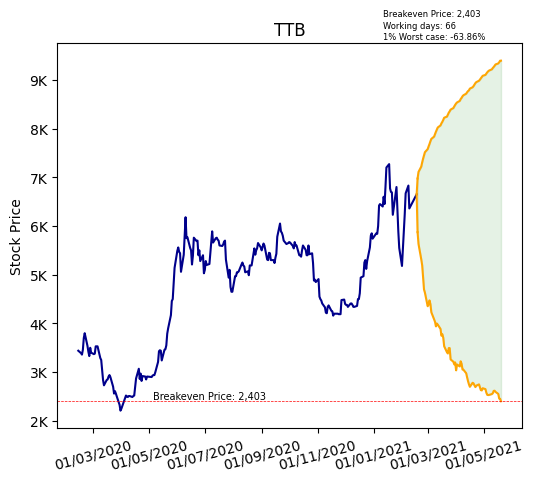 Breakeven Price: 2,403
Working days: 66
1% Worst case: -63.86%
TTB
Stock Price
9K
8K
7K
6K
5K
4K
3K
2K
Breakeven Price: 2,403
01/03/2020
01/05/2020
01/07/2020
01/09/2020
01/11/2020
01/01/2021
01/03/2021
01/05/2021